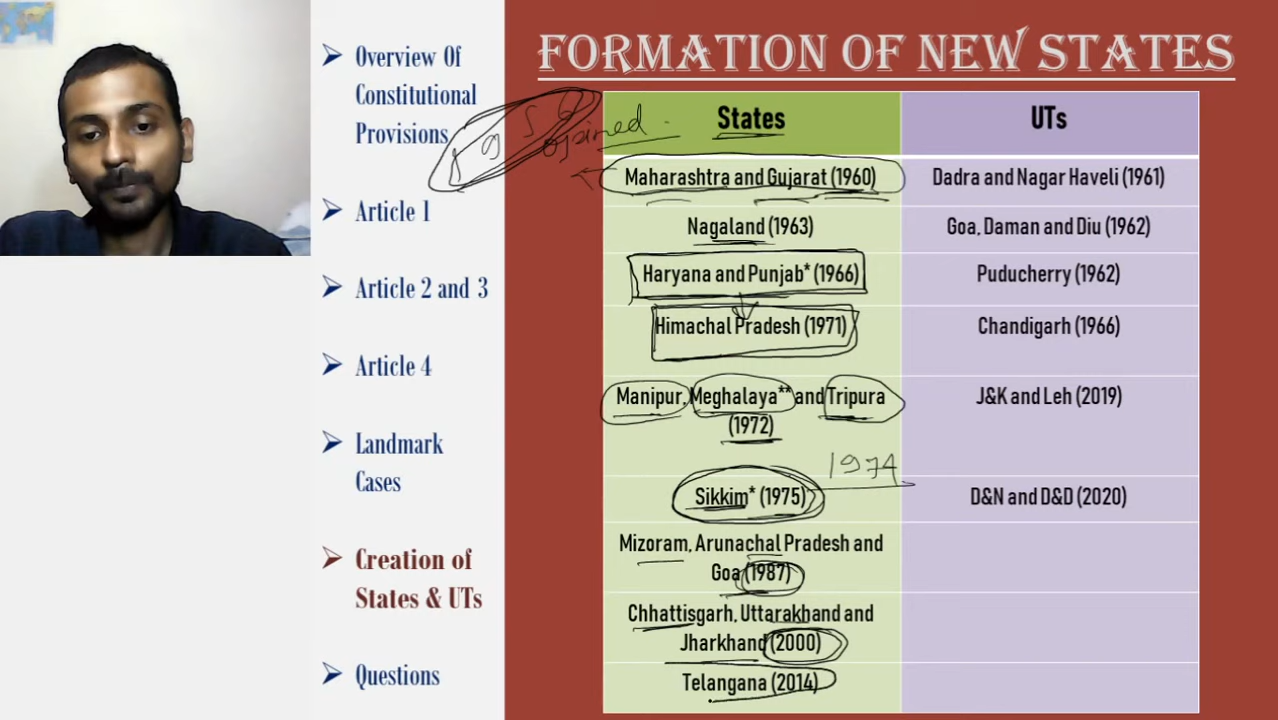 Overview Of
Constitutional
Provisions
Article 1
Article 2 and 3
Article 4
Landmark
Cases
Creation of
States & UTs
Questions
FORMATION OF NEW STATES
States
UTs
joined
Maharashtra and Gujarat (1960)
Dadra and Nagar Haveli (1961)
Nagaland (1963)
Goa, Daman and Diu (1962)
Haryana and Punjab* (1966)
Puducherry (1962)
Himachal Pradesh (1971)
Chandigarh (1966)
Manipur, Meghalaya** and Tripura
(1972)
J&K and Leh (2019)
1974
Sikkim* (1975)
D&N and D&D (2020)
Mizoram, Arunachal Pradesh and
Goa (1987)
Chhattisgarh, Uttarakhand and
Jharkhand (2000)
Telangana (2014)